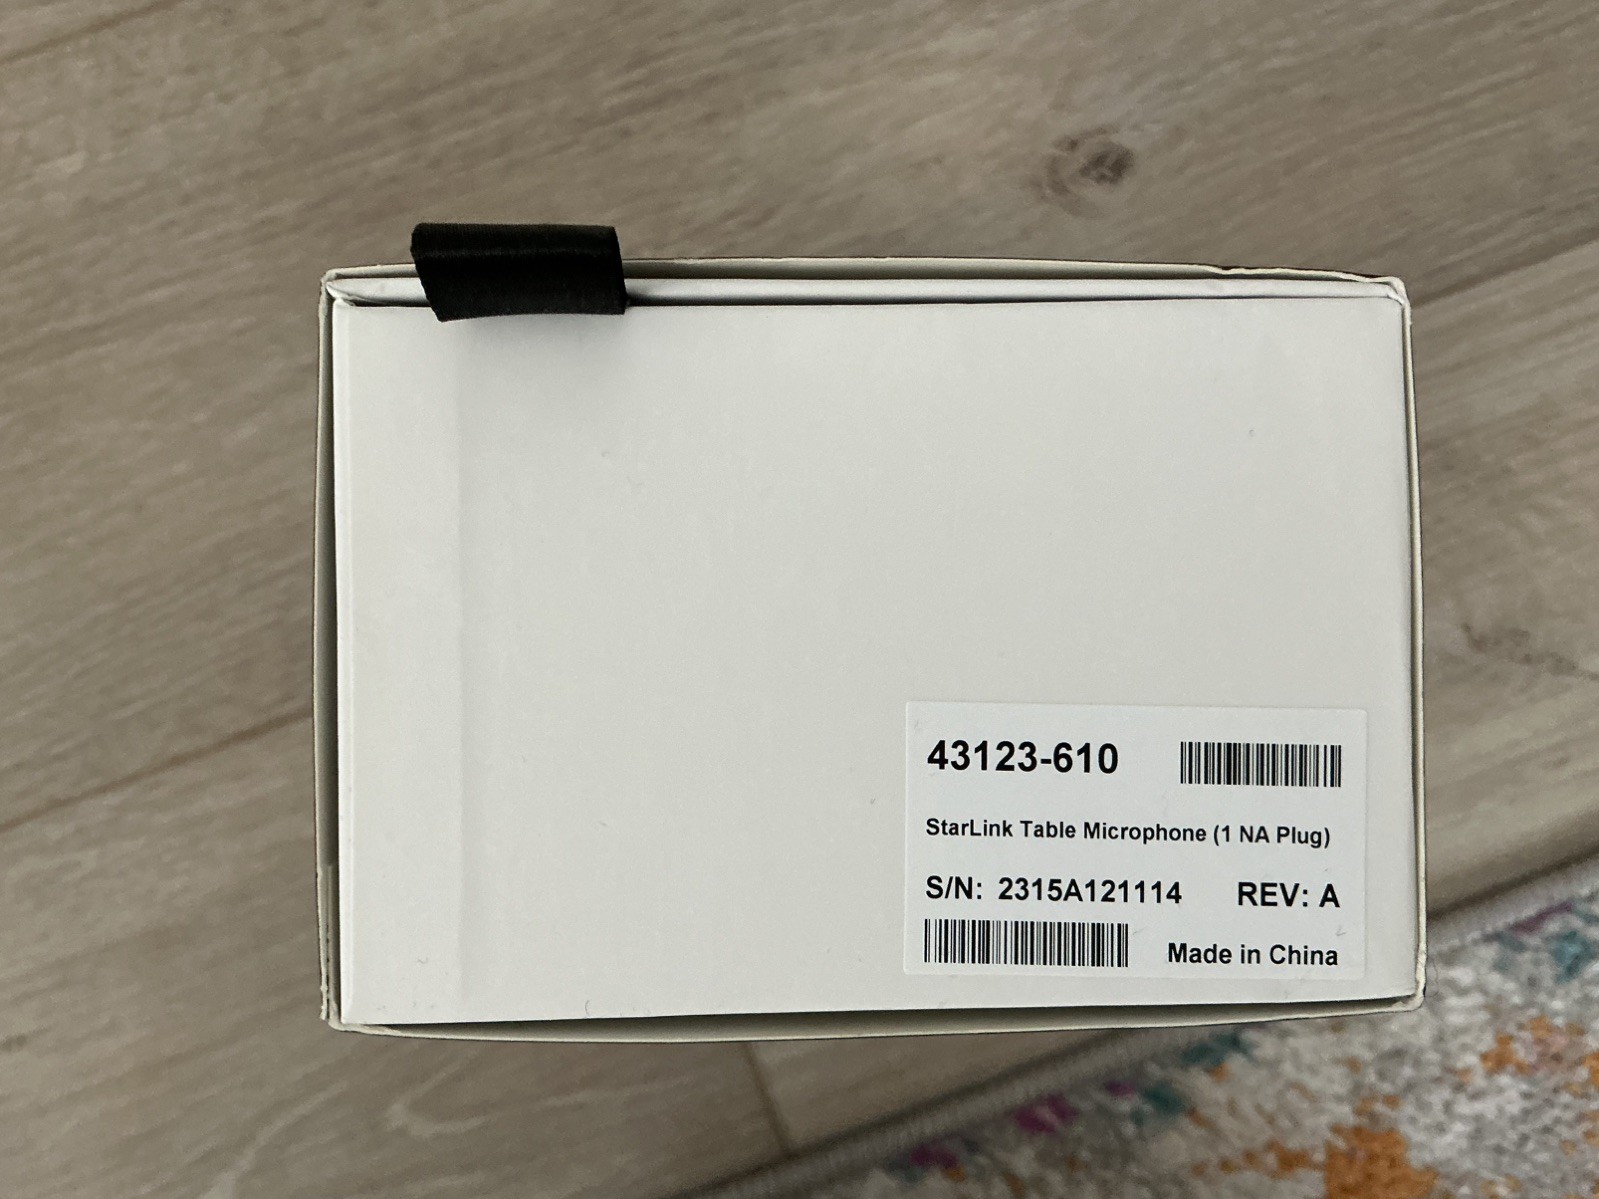 43123-610
StarLink Table Microphone (1 NA Plug)
S/N: 2315A121114 REV: A
Made in China